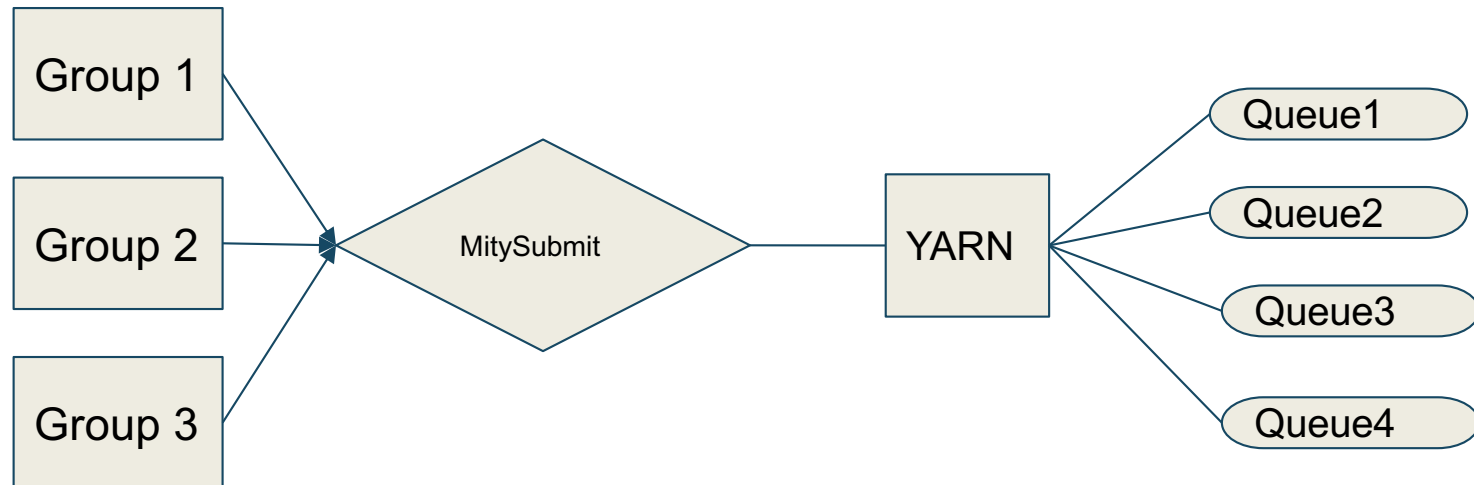 Group 1
Group 2
Group 3
MitySubmit
YARN
Queue1
Queue2
Queue3
Queue4